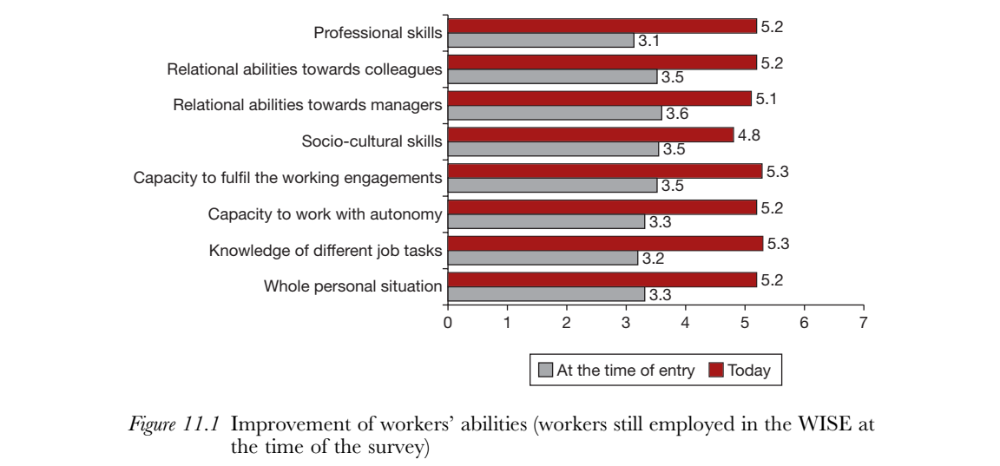 Professional skills
5.2
3.1
Relational abilities towards colleagues
5.2
3.5
Relational abilities towards managers
5.1
3.6
Socio-cultural skills
4.8
3.5
Capacity to fulfil the working engagements
5.3
3.5
Capacity to work with autonomy
5.2
3.3
Knowledge of different job tasks
5.3
3.2
Whole personal situation
5.2
3.3
0 1 2 3 4 5 6 7
At the time of entry Today
Figure 11.1 Improvement of workers’ abilities (workers still employed in the WISE at
the time of the survey)